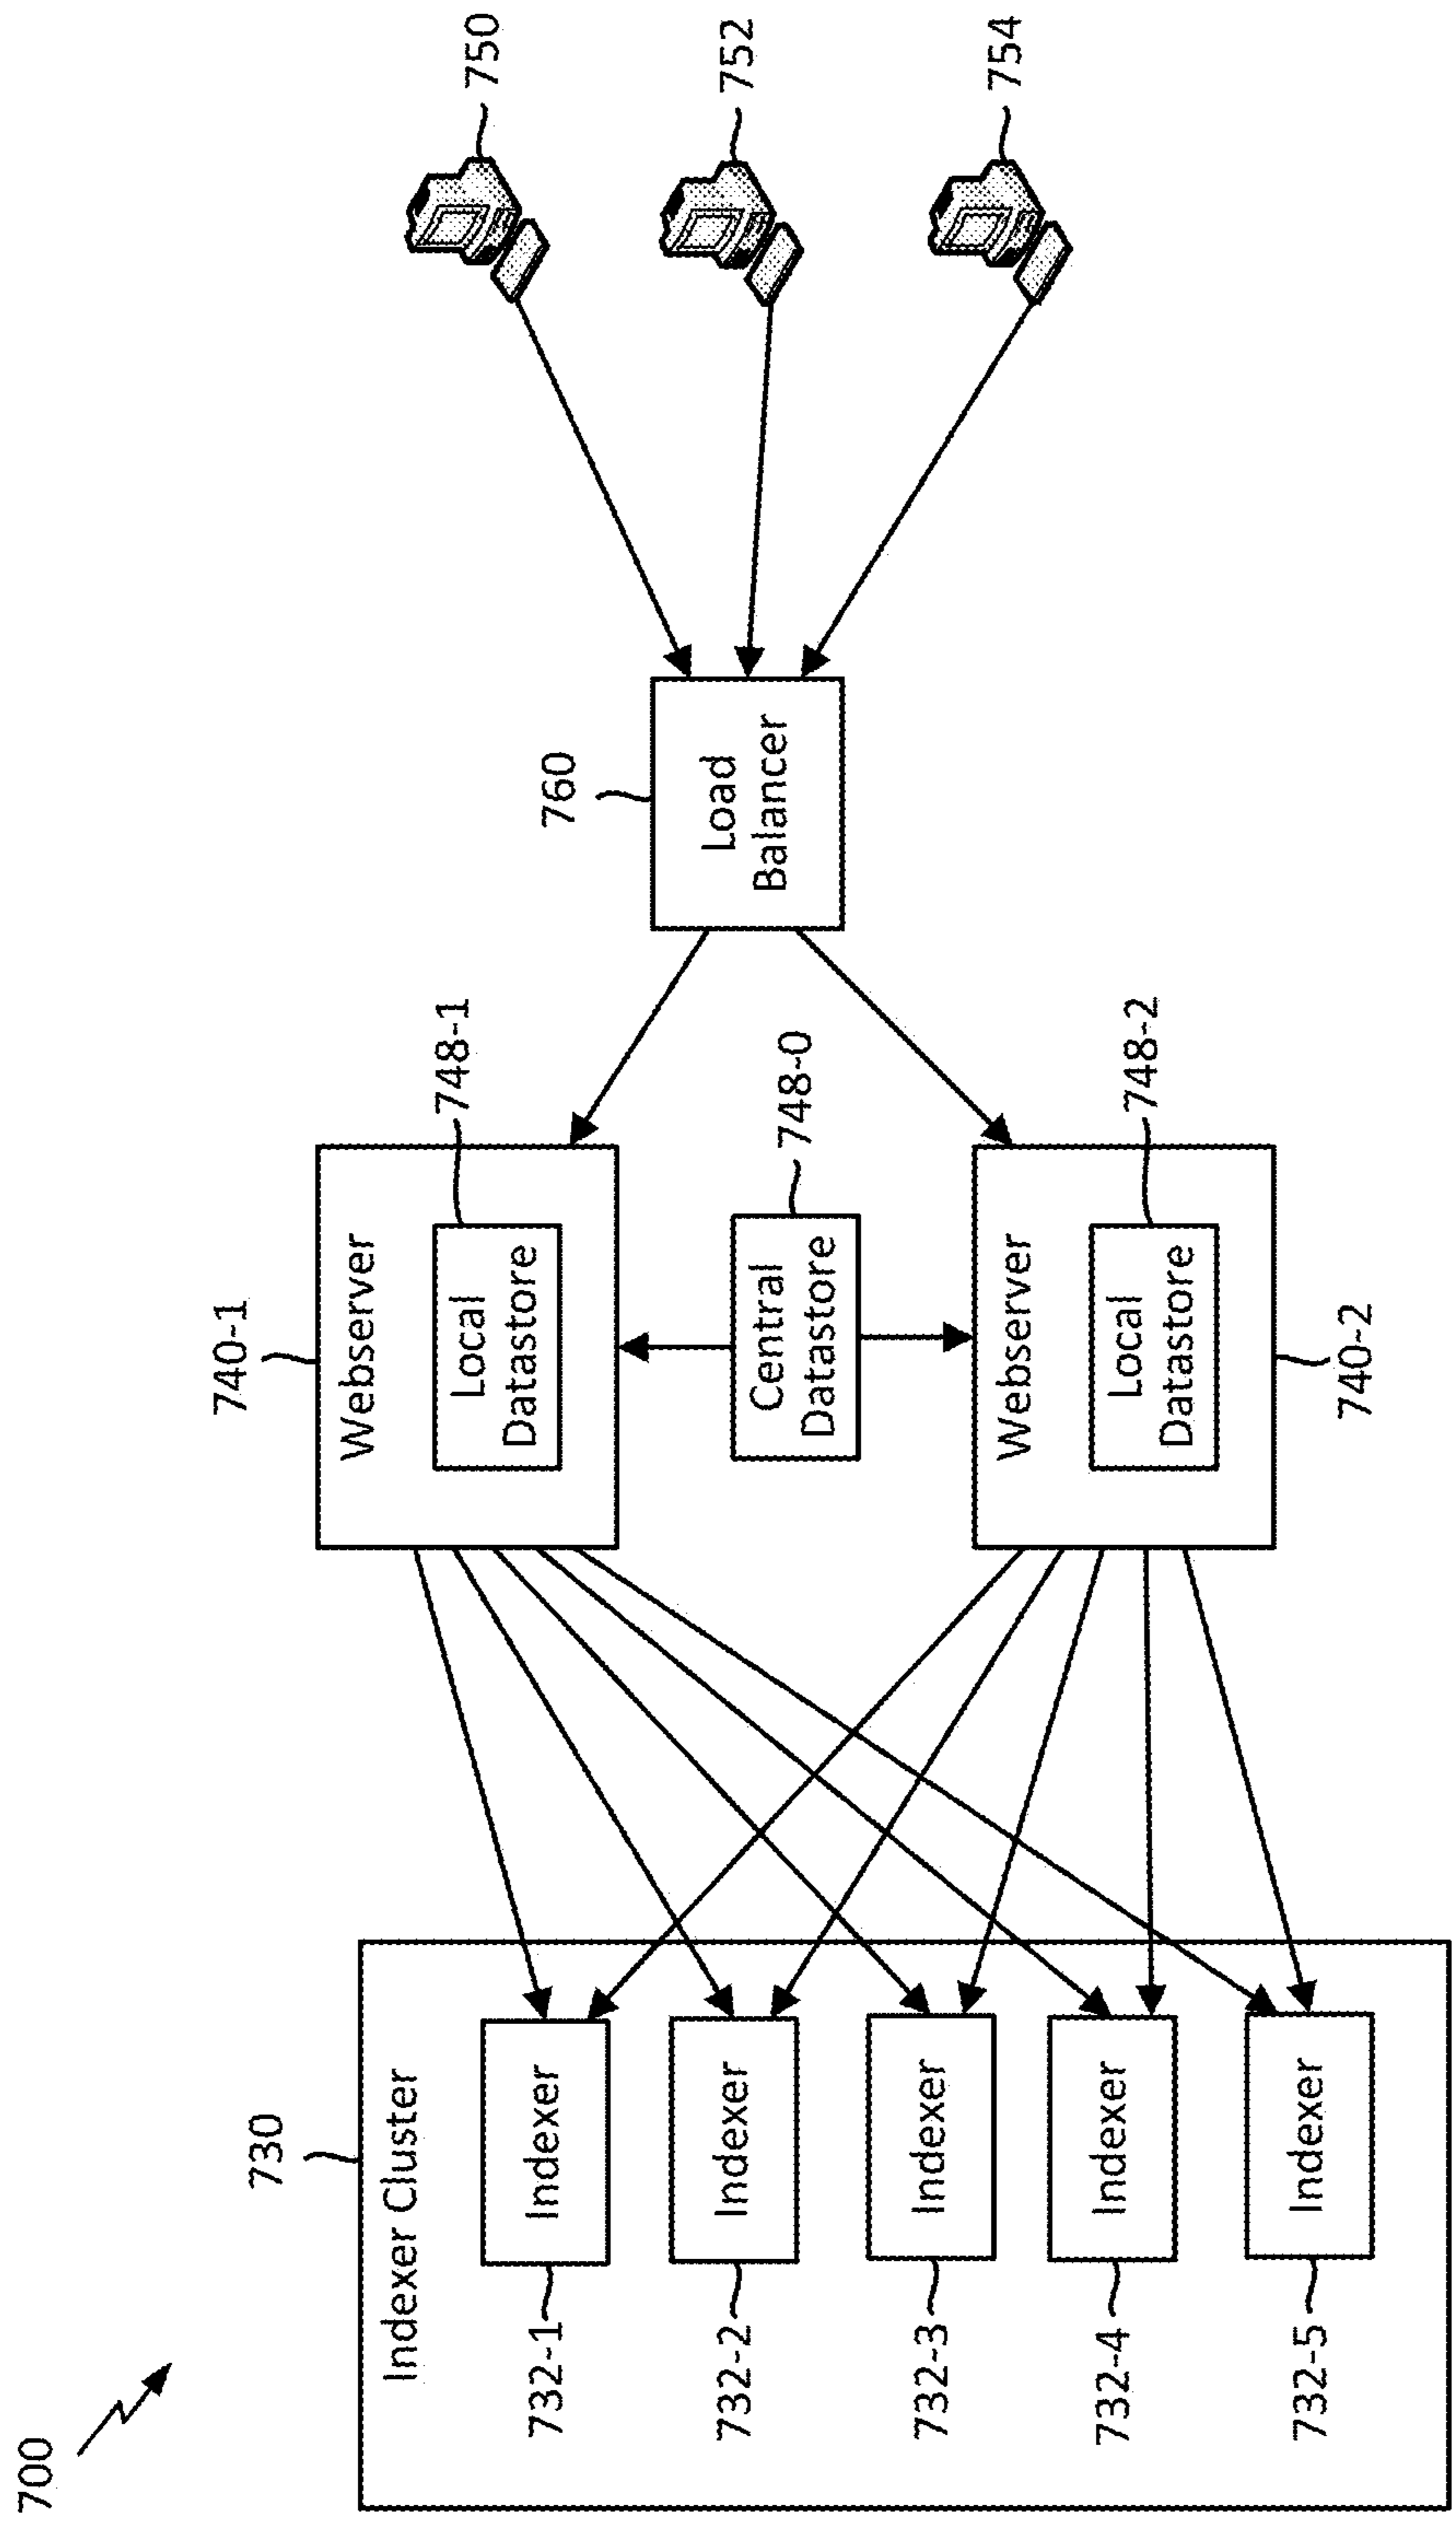 700
730
Indexer Cluster
732-1
Indexer
732-2
Indexer
732-3
Indexer
732-4
Indexer
732-5
Indexer
740-1
Webserver
Local
Datastore
748-1
Central
Datastore
748-0
Webserver
Local
Datastore
748-2
740-2
760
Load
Balancer
750
752
754